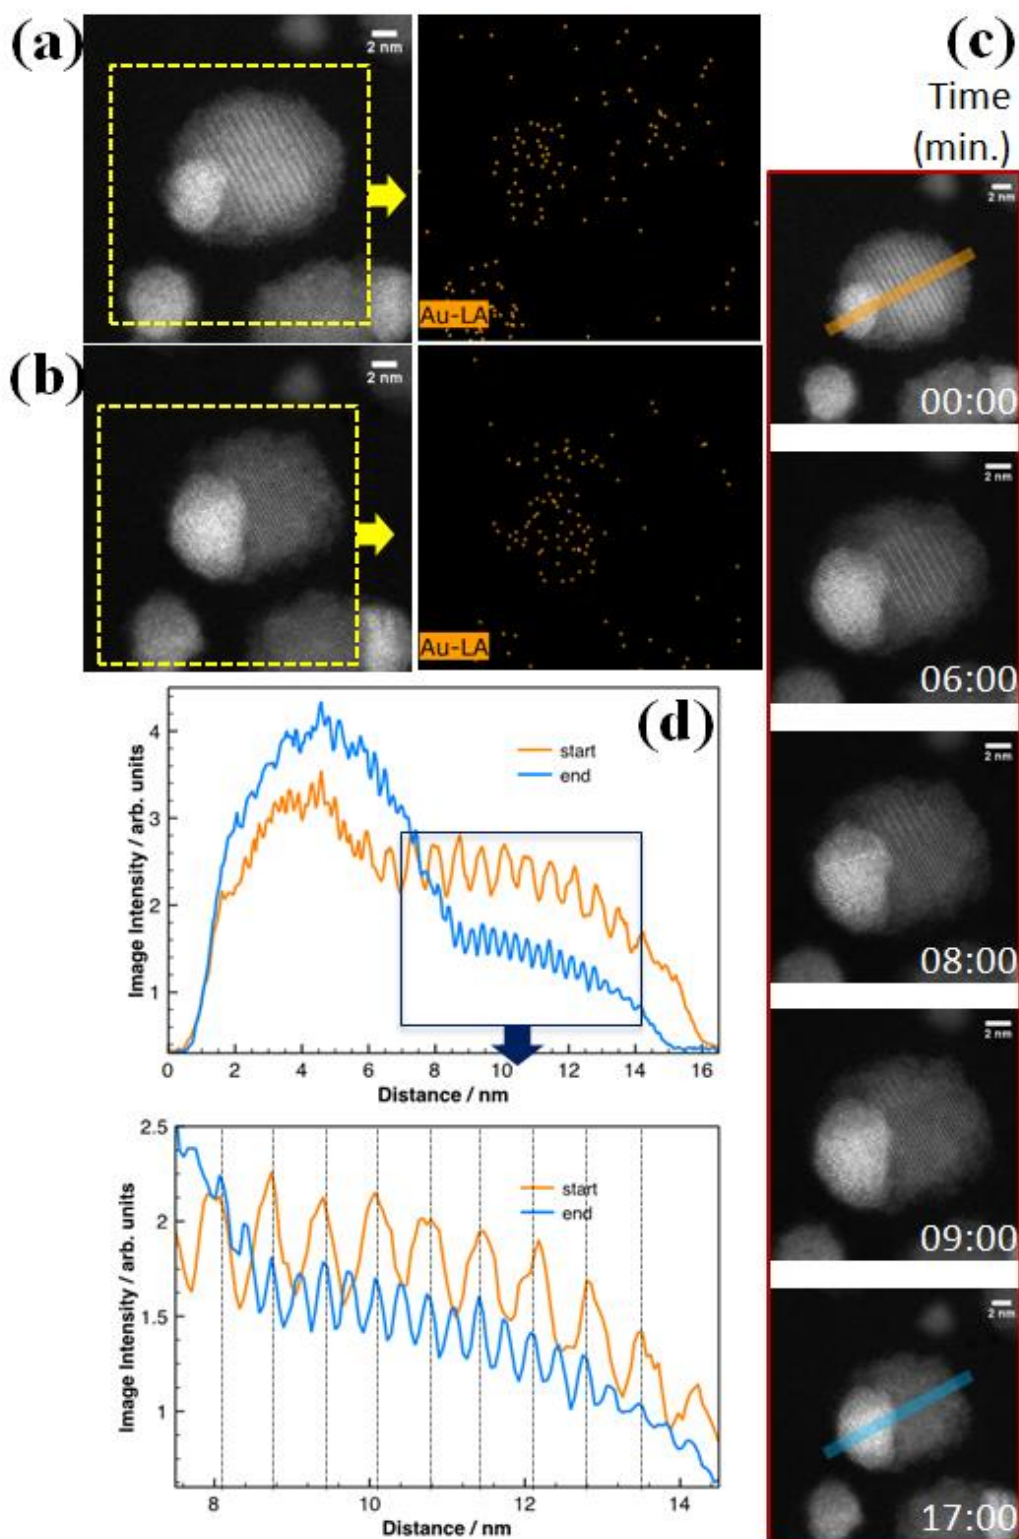 (a)
2 nm
Au-LA
(b)
2 nm
Au-LA
(c)
Time
(min.)
2 nm
00:00
2 nm
06:00
2 nm
08:00
2 nm
09:00
2 nm
17:00
(d)
start
end
Image Intensity / arb. units
4
3
2
1
0 2 4 6 8 10 12 14 16
Distance / nm
start
end
Image Intensity / arb. units
2.5
2
1.5
1
8 10 12 14
Distance / nm